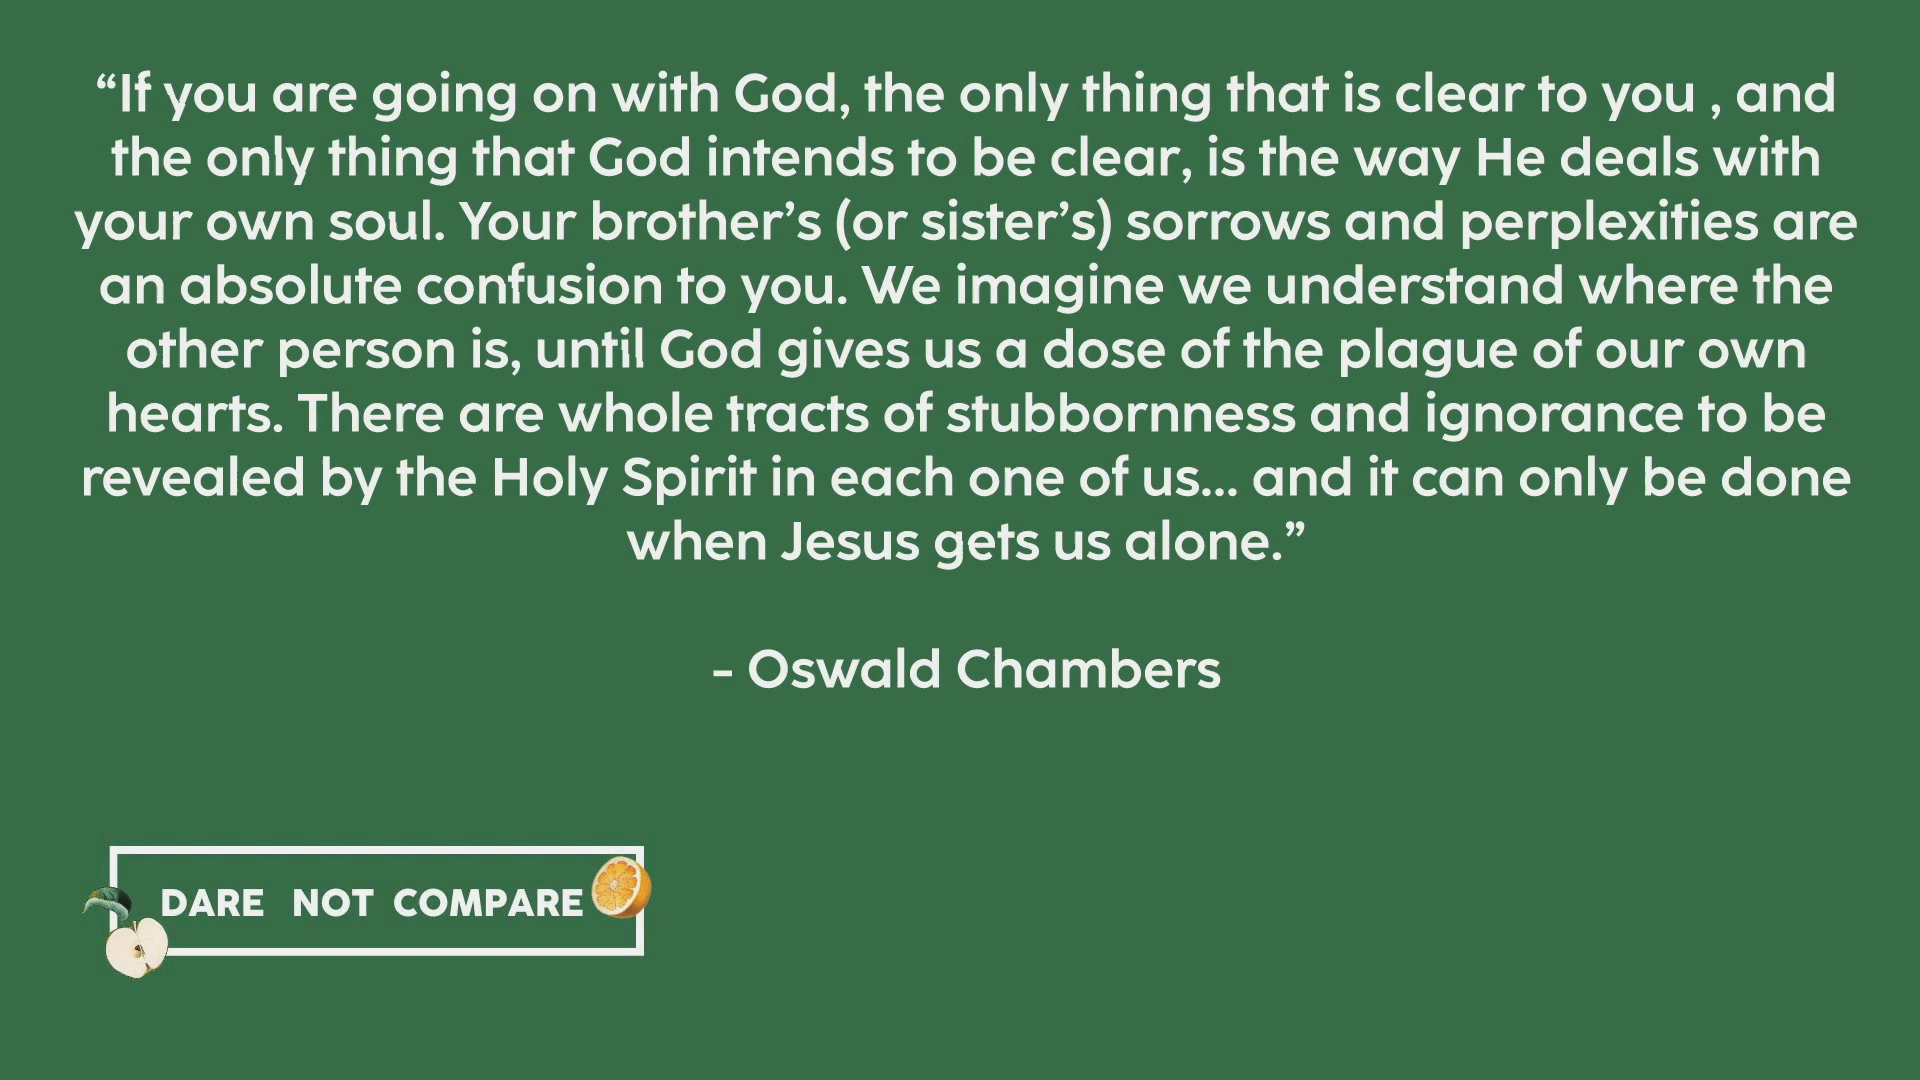 “If you are going on with God, the only thing that is clear to you , and
the only thing that God intends to be clear, is the way He deals with
your own soul. Your brother’s (or sister’s) sorrows and perplexities are
an absolute confusion to you. We imagine we understand where the
other person is, until God gives us a dose of the plague of our own
hearts. There are whole tracts of stubbornness and ignorance to be
revealed by the Holy Spirit in each one of us... and it can only be done
when Jesus gets us alone.”
- Oswald Chambers
DARE NOT COMPARE